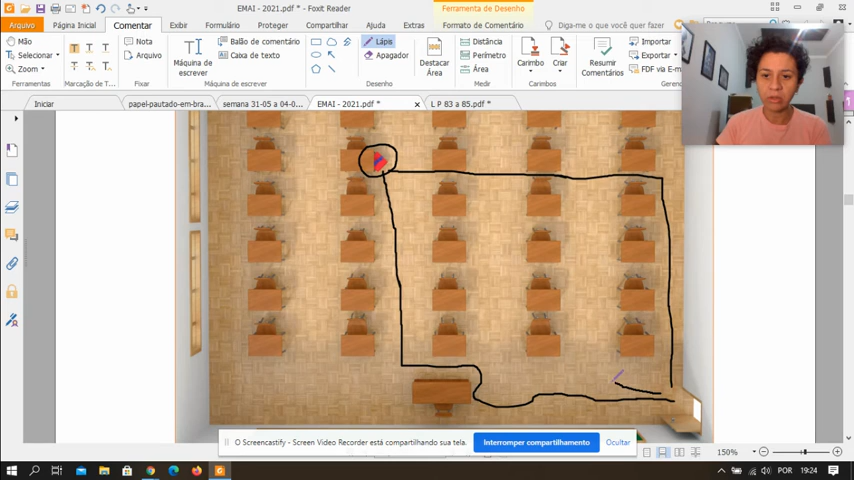 EMAI - 2021.pdf * - Foxit Reader
Ferramenta de Desenho
Arquivo Página Inicial Comentar Exibir Formulário Proteger Compartilhar Ajuda Extras Formato de Comentário Diga-me o que você gostaria de fazer
Mão
Selecionar
Zoom
Ferramentas
Marcação de T...
Nota
Arquivo
Fixar
Máquina de escrever
Balão de comentário
Caixa de texto
Máquina de escrever
Lápis
Apagador
Desenho
Destacar Área
Distância
Perímetro
Área
Medidas
Carimbo
Criar
Carimbos
Resumir Comentários
Importar
Exportar
FDF via E-m
Iniciar papel-pautado-em-bra... semana 31-05 a 04-0... EMAI - 2021.pdf * L P 83 a 85.pdf *
O Screencastify - Screen Video Recorder está compartilhando sua tela. Interromper compartilhamento Ocultar
150%
POR 19:24